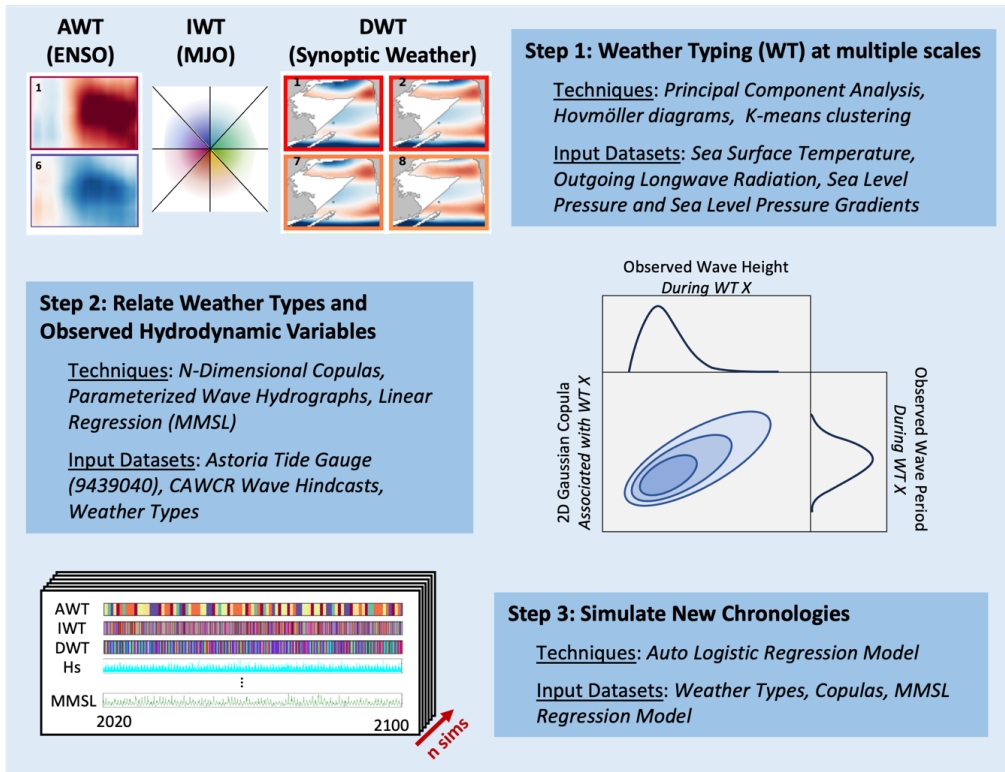 AWT
(ENSO)
IWT
(MJO)
DWT
(Synoptic Weather)
1
6
1
2
7
8
Step 1: Weather Typing (WT) at multiple scales
Techniques: Principal Component Analysis,
Hovmöller diagrams, K-means clustering
Input Datasets: Sea Surface Temperature,
Outgoing Longwave Radiation, Sea Level
Pressure and Sea Level Pressure Gradients
Step 2: Relate Weather Types and
Observed Hydrodynamic Variables
Techniques: N-Dimensional Copulas,
Parameterized Wave Hydrographs, Linear
Regression (MMSL)
Input Datasets: Astoria Tide Gauge
(9439040), CAWCR Wave Hindcasts,
Weather Types
Observed Wave Height
During WT X
2D Gaussian Copula
Associated with WT X
Observed Wave Period
During WT X
AWT
IWT
DWT
Hs
⋮
MMSL
2020
2100
n sims
Step 3: Simulate New Chronologies
Techniques: Auto Logistic Regression Model
Input Datasets: Weather Types, Copulas, MMSL
Regression Model